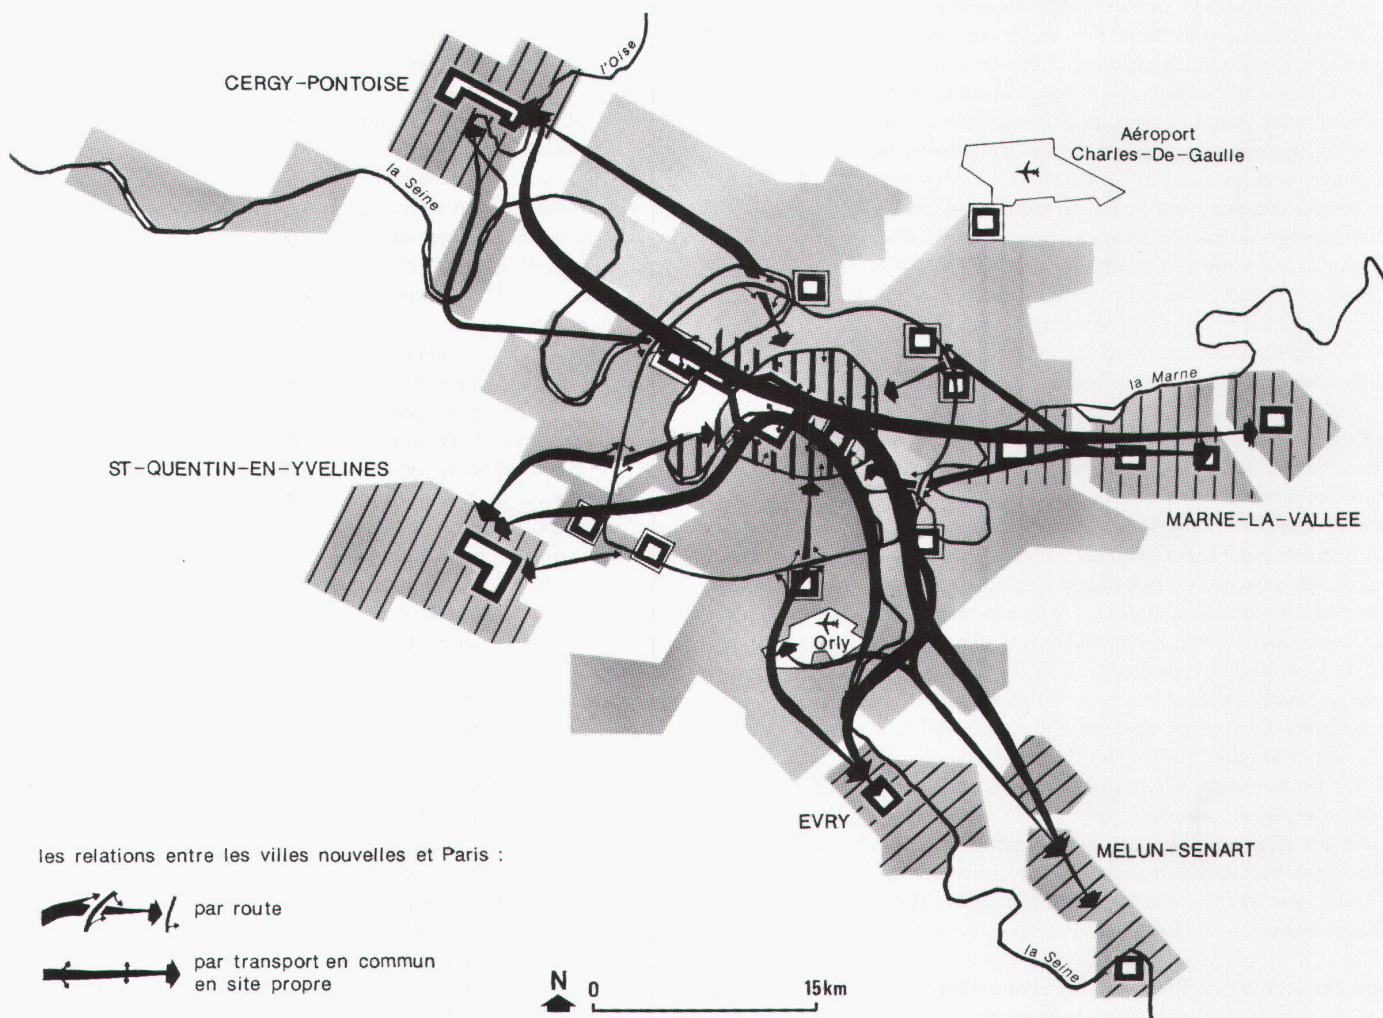 l'Oise
CERGY-PONTOISE
Aéroport
Charles-De-Gaulle
la Seine
la Marne
ST-QUENTIN-EN-YVELINES
MARNE-LA-VALLEE
Orly
EVRY
MELUN-SENART
les relations entre les villes nouvelles et Paris :
par route
par transport en commun
en site propre
la Seine
N
0 15km